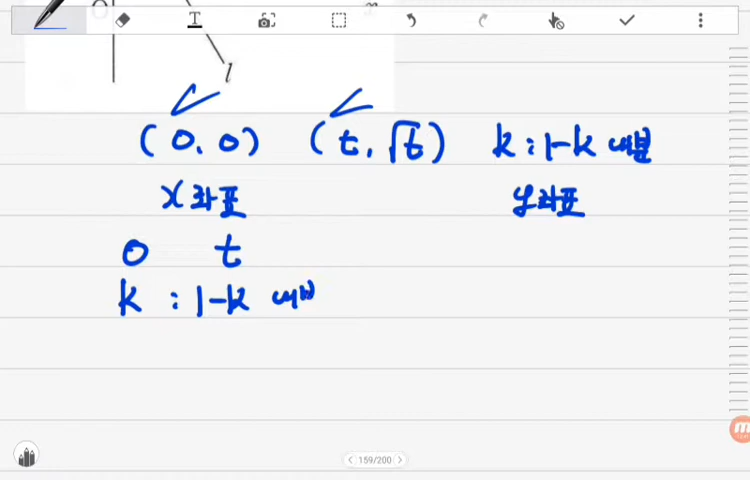 O
T
l
(0, 0) (t, √t) k : 1-k 내분
x좌표 y좌표
0 t
k : 1-k 내분
159/200